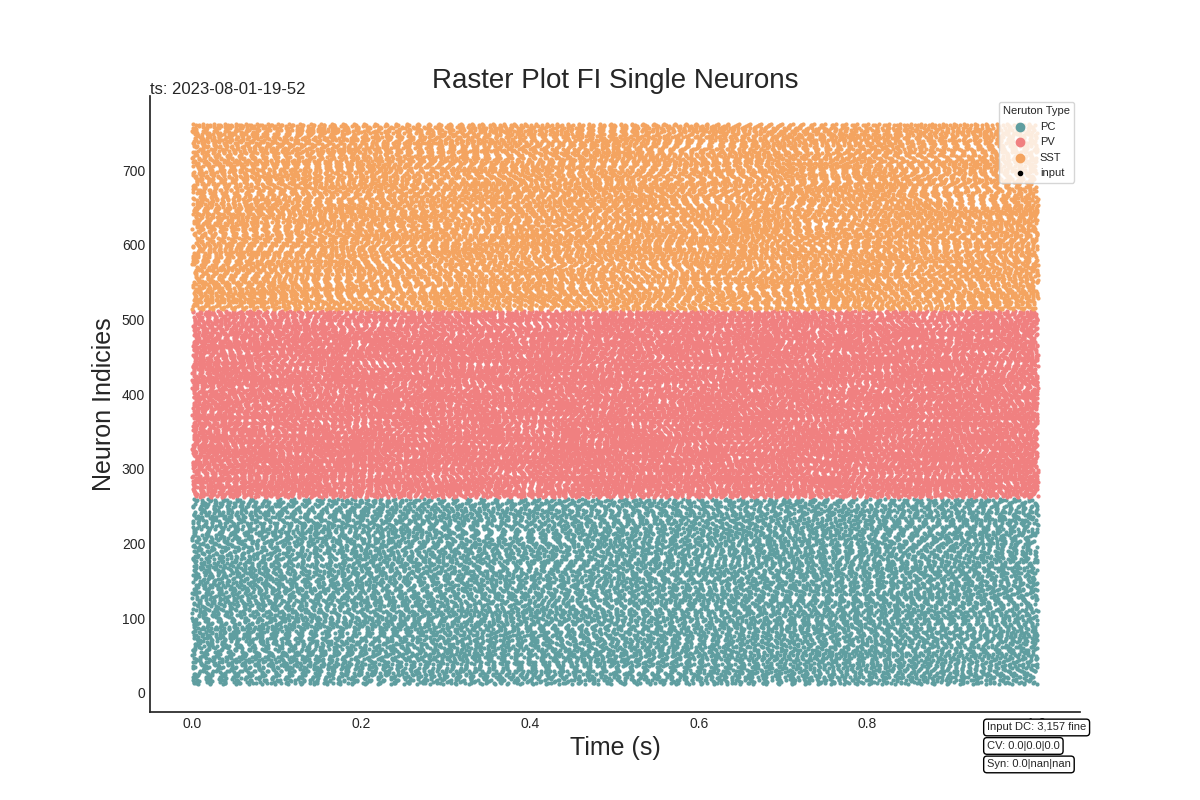 Raster Plot FI Single Neurons
ts: 2023-08-01-19-52
Neruton Type
PC
PV
SST
input
700
600
500
400
300
200
100
0
Neuron Indicies
0.0 0.2 0.4 0.6 0.8
Time (s)
Input DC: 3,157 fine
CV: 0.0|0.0|0.0
Syn: 0.0|nan|nan